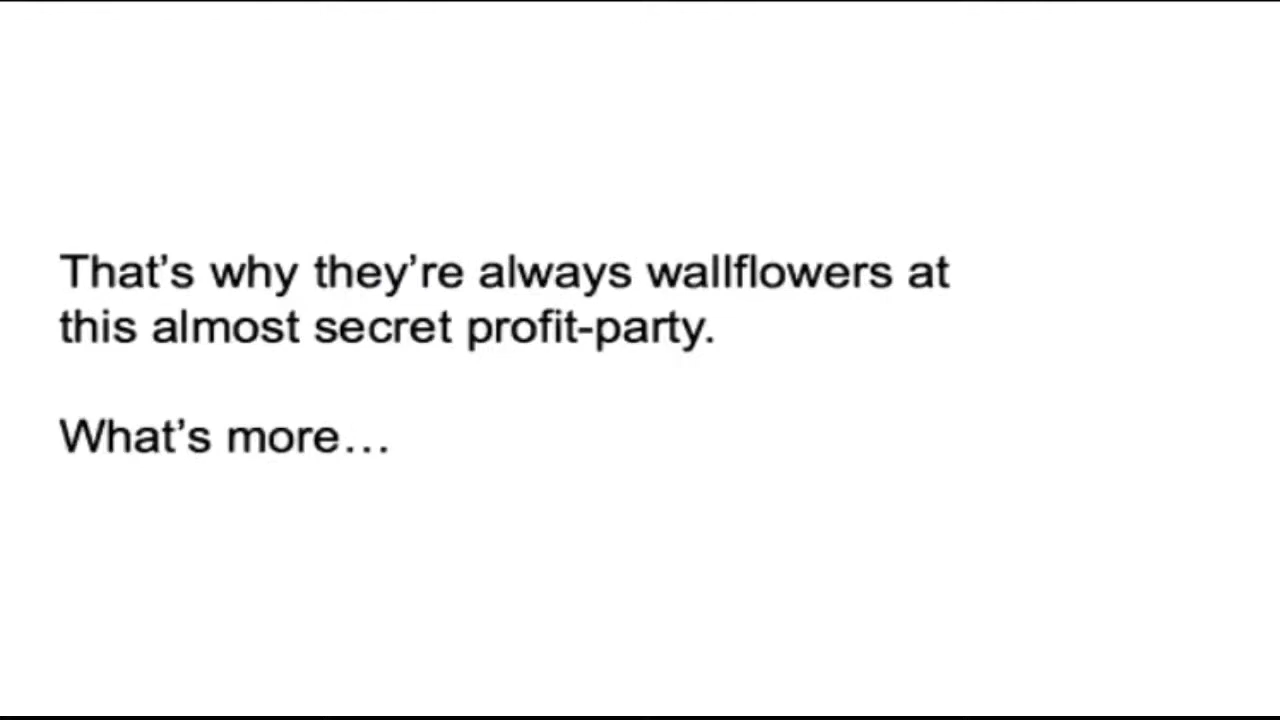 That’s why they’re always wallflowers at
this almost secret profit-party.
What’s more…